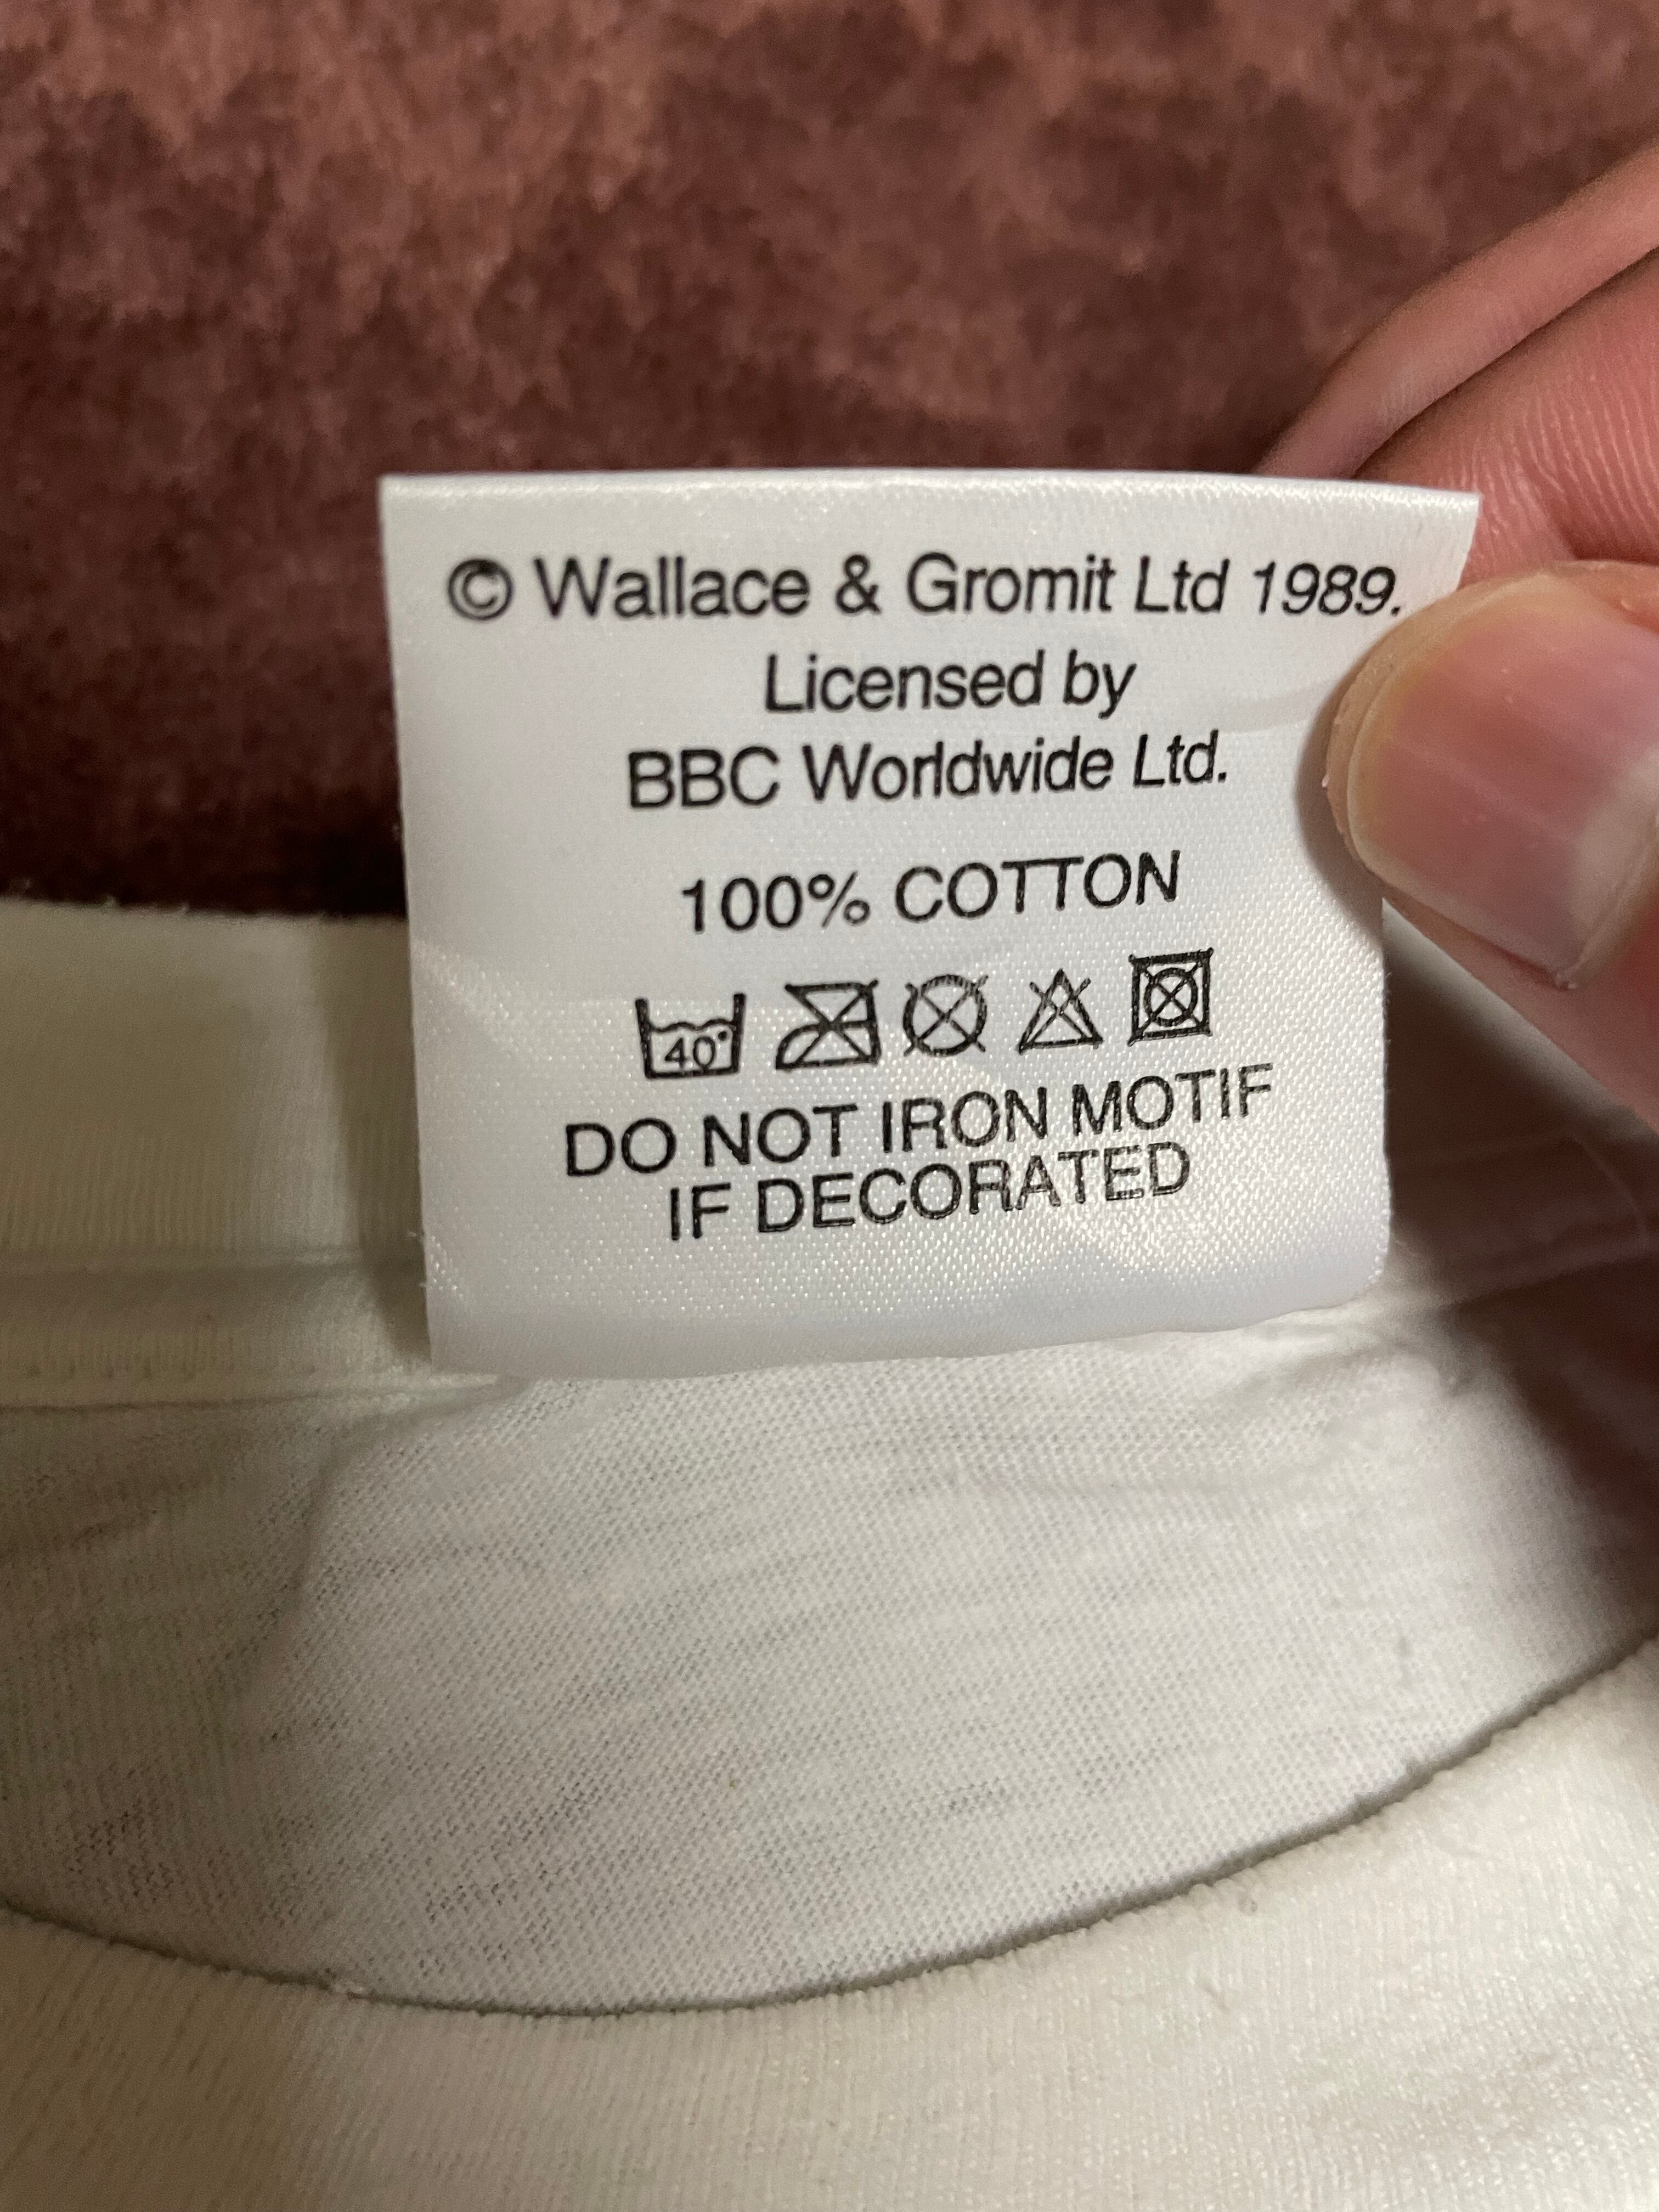 © Wallace & Gromit Ltd 1989.
Licensed by
BBC Worldwide Ltd.
100% COTTON
40°
DO NOT IRON MOTIF
IF DECORATED